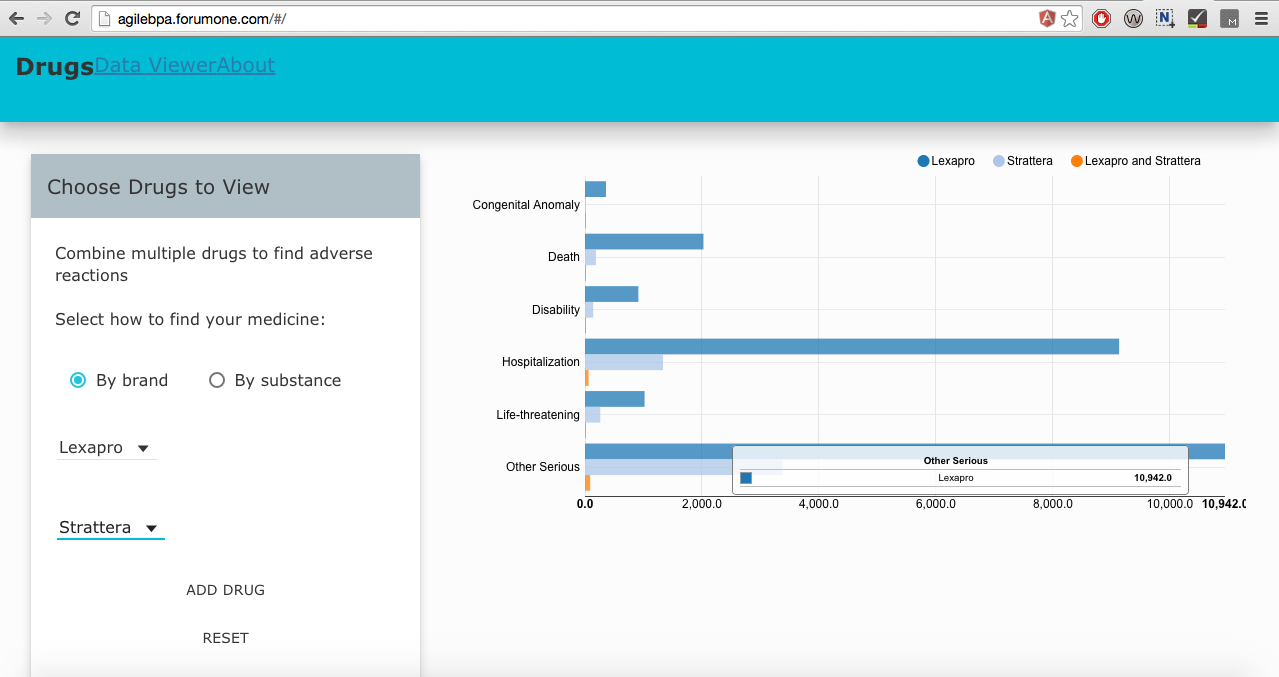 agilebpa.forumone.com/#/
DrugsData ViewerAbout
Choose Drugs to View
Combine multiple drugs to find adverse
reactions
Select how to find your medicine:
By brand By substance
Lexapro
Strattera
ADD DRUG
RESET
Lexapro Strattera Lexapro and Strattera
Congenital Anomaly
Death
Disability
Hospitalization
Life-threatening
Other Serious
Other Serious
Lexapro 10,942.0
0.0 2,000.0 4,000.0 6,000.0 8,000.0 10,000.0 10,942.0